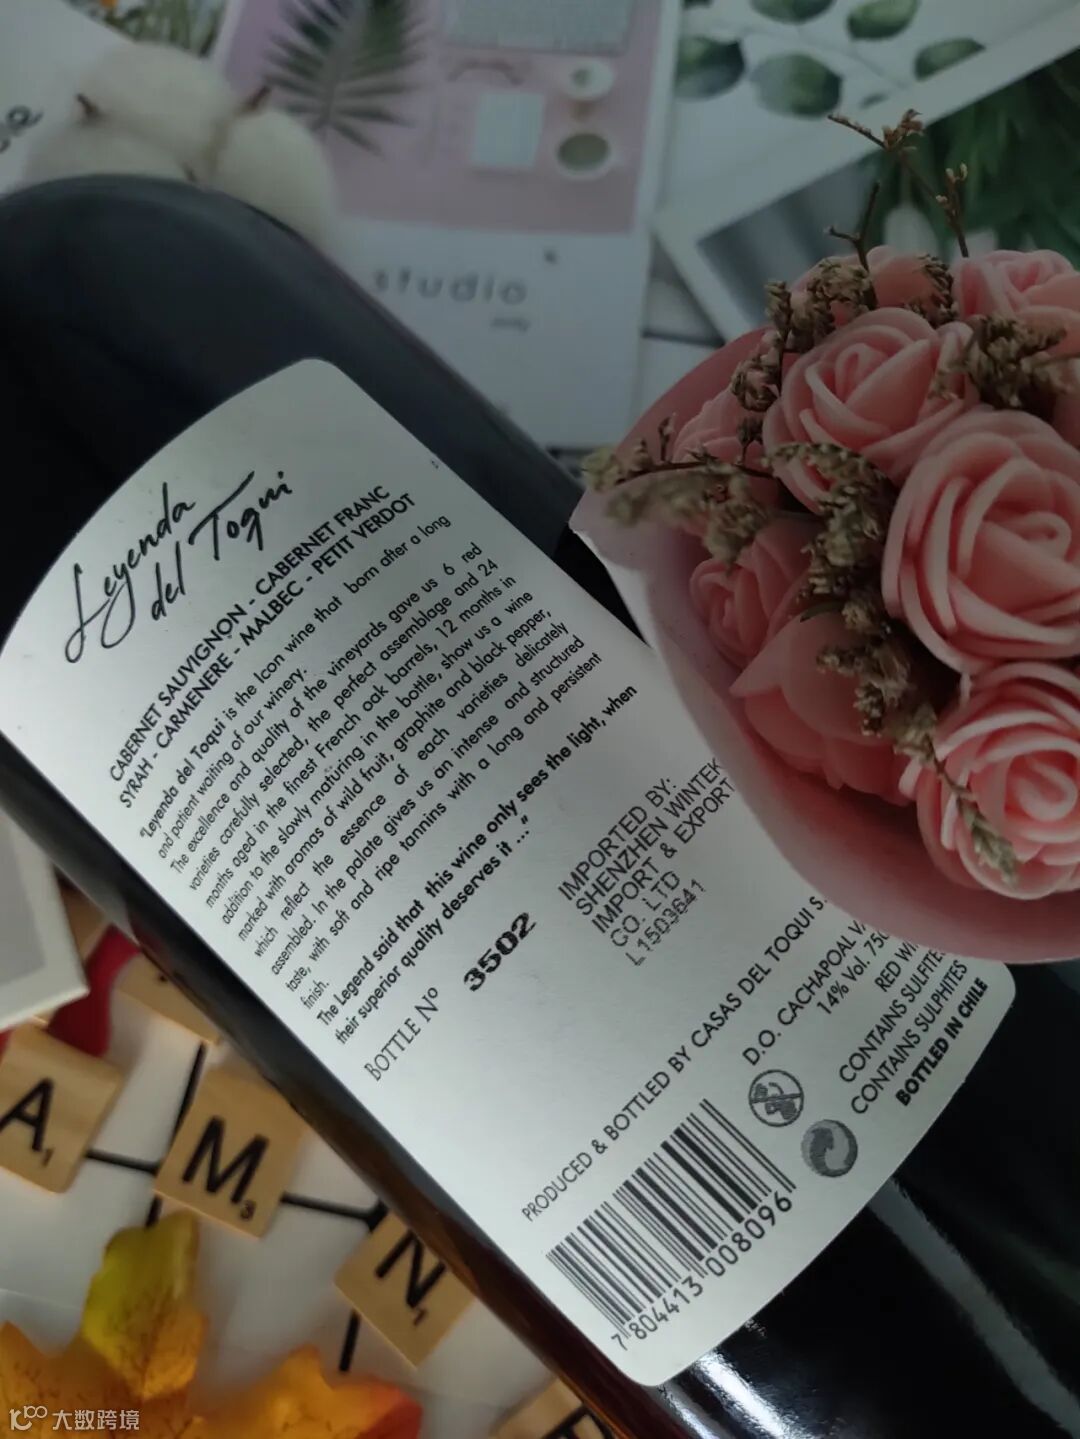 studio
Leyenda
del Toqui
CABERNET SAUVIGNON - CABERNET FRANC
SYRAH - CARMENERE - MALBEC - PETIT VERDOT
"Leyenda del Toqui is the Icon wine that born after a long
and patient waiting of our winery.
The excellence and quality of the vineyards gave us 6 red
varieties carefully selected, the perfect assemblage and 24
months aged in the finest French oak barrels, 12 months in
addition to the slowly maturing in the bottle, show us a wine
marked with aromas of wild fruit, graphite and black pepper,
which reflect the essence of each varieties delicately
assembled. In the palate gives us an intense and structured
taste, with soft and ripe tannins with a long and persistent
finish.
The Legend said that this wine only sees the light, when
their superior quality deserves it ..."
BOTTLE Nº 3502
IMPORTED BY:
SHENZHEN WINTEK
IMPORT & EXPORT
CO. LTD
L1503641
PRODUCED & BOTTLED BY CASAS DEL TOQUI S.
D.O. CACHAPOAL VA
14% Vol. 750
RED WI
CONTAINS SULFITE
CONTAINS SULPHITES
BOTTLED IN CHILE
7 804413 008096
A1
M3
N1
大数跨境